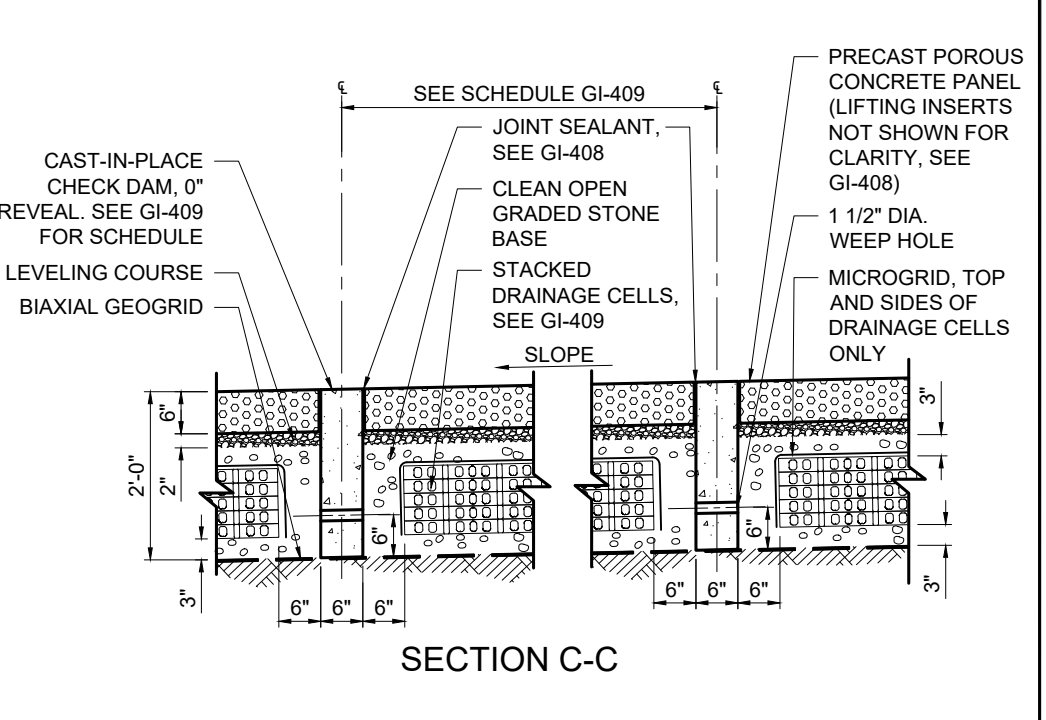 PRECAST POROUS
CONCRETE PANEL
(LIFTING INSERTS
NOT SHOWN FOR
CLARITY, SEE
GI-408)
℄
℄
SEE SCHEDULE GI-409
JOINT SEALANT,
SEE GI-408
CAST-IN-PLACE
CHECK DAM, 0"
REVEAL. SEE GI-409
FOR SCHEDULE
CLEAN OPEN
GRADED STONE
BASE
1 1/2" DIA.
WEEP HOLE
LEVELING COURSE
STACKED
DRAINAGE CELLS,
SEE GI-409
MICROGRID, TOP
AND SIDES OF
DRAINAGE CELLS
ONLY
BIAXIAL GEOGRID
SLOPE
2'-0"
6"
2"
3"
6"
6"
6"
6"
6"
6"
6"
6"
3"
3"
SECTION C-C